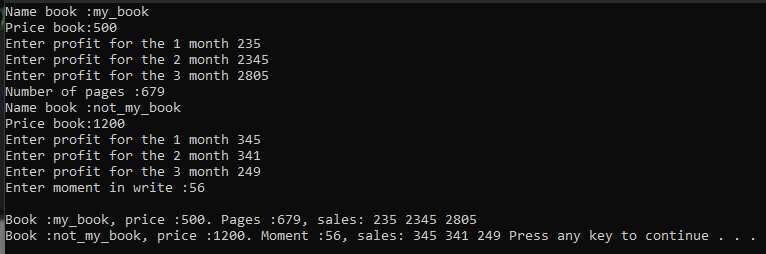 Name book :my_book
Price book:500
Enter profit for the 1 month 235
Enter profit for the 2 month 2345
Enter profit for the 3 month 2805
Number of pages :679
Name book :not_my_book
Price book:1200
Enter profit for the 1 month 345
Enter profit for the 2 month 341
Enter profit for the 3 month 249
Enter moment in write :56
Book :my_book, price :500. Pages :679, sales: 235 2345 2805
Book :not_my_book, price :1200. Moment :56, sales: 345 341 249 Press any key to continue . . .